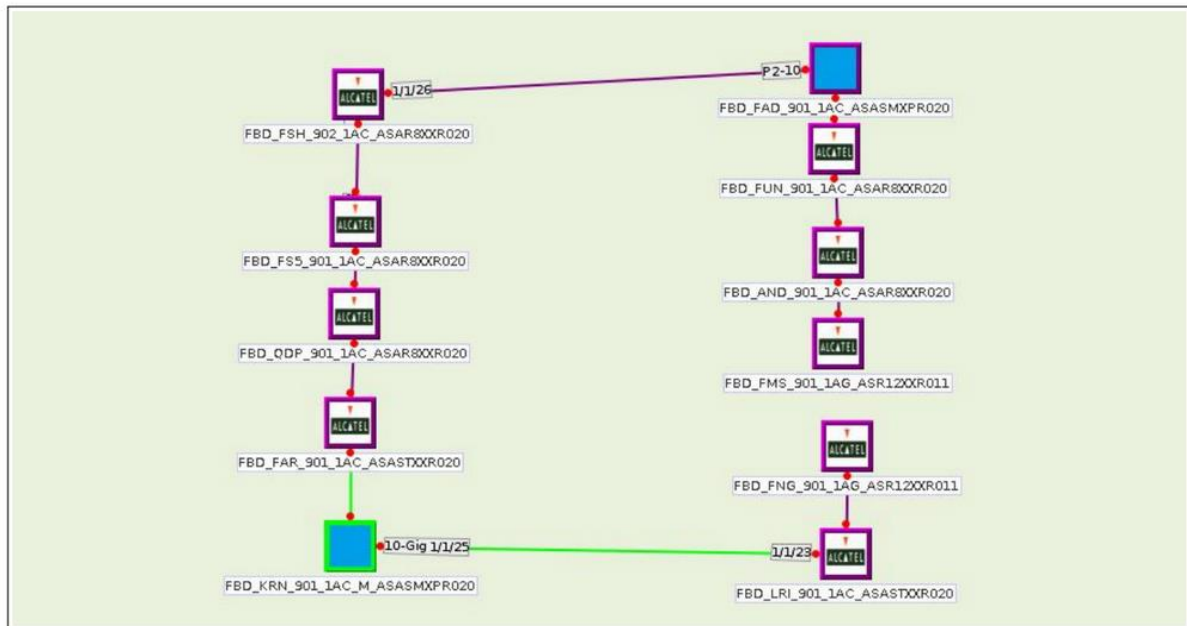 ALCATEL
1/1/26
P2-10
FBD_FSH_902_1AC_ASAR8XXR020
FBD_FAD_901_1AC_ASASMXPR020
ALCATEL
FBD_FUN_901_1AC_ASAR8XXR020
ALCATEL
FBD_FS5_901_1AC_ASAR8XXR020
ALCATEL
FBD_AND_901_1AC_ASAR8XXR020
ALCATEL
FBD_QDP_901_1AC_ASAR8XXR020
ALCATEL
FBD_FMS_901_1AG_ASR12XXR011
ALCATEL
FBD_FAR_901_1AC_ASASTXXR020
ALCATEL
FBD_FNG_901_1AG_ASR12XXR011
10-Gig 1/1/25
1/1/23
ALCATEL
FBD_KRN_901_1AC_M_ASASMXPR020
FBD_LRI_901_1AC_ASASTXXR020